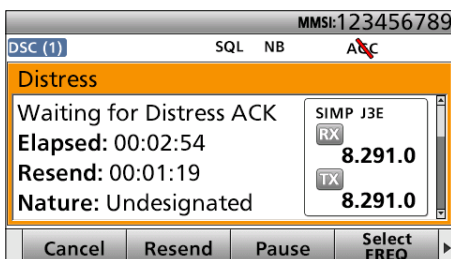 MMSI:123456789
DSC (1) SQL NB AGC
Distress
Waiting for Distress ACK
Elapsed: 00:02:54
Resend: 00:01:19
Nature: Undesignated
SIMP J3E
RX
8.291.0
TX
8.291.0
Cancel Resend Pause Select FREQ